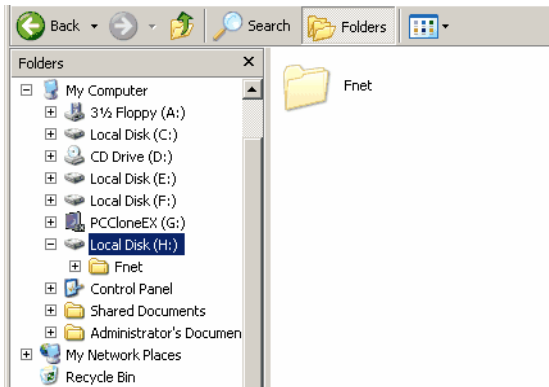 Back Search Folders
Folders
My Computer
3½ Floppy (A:)
Local Disk (C:)
CD Drive (D:)
Local Disk (E:)
Local Disk (F:)
PCCloneEX (G:)
Local Disk (H:)
Fnet
Control Panel
Shared Documents
Administrator's Documen
My Network Places
Recycle Bin
Fnet